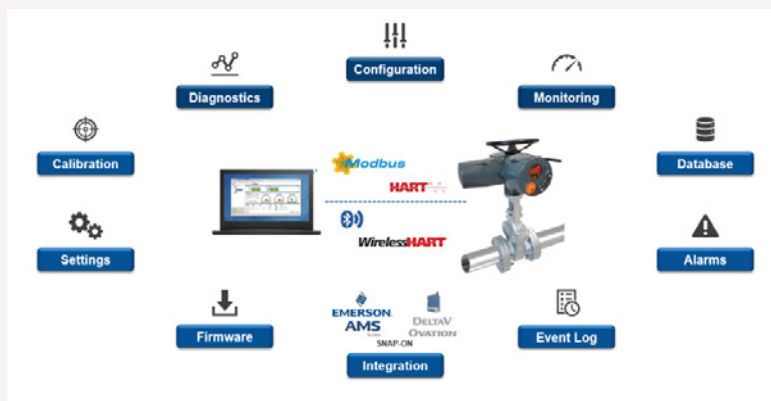 Configuration
Diagnostics
Monitoring
Modbus
Calibration
Database
HART
WirelessHART
Settings
Alarms
EMERSON
AMS
DELTAV
OVATION
SNAP-ON
Firmware
Event Log
Integration